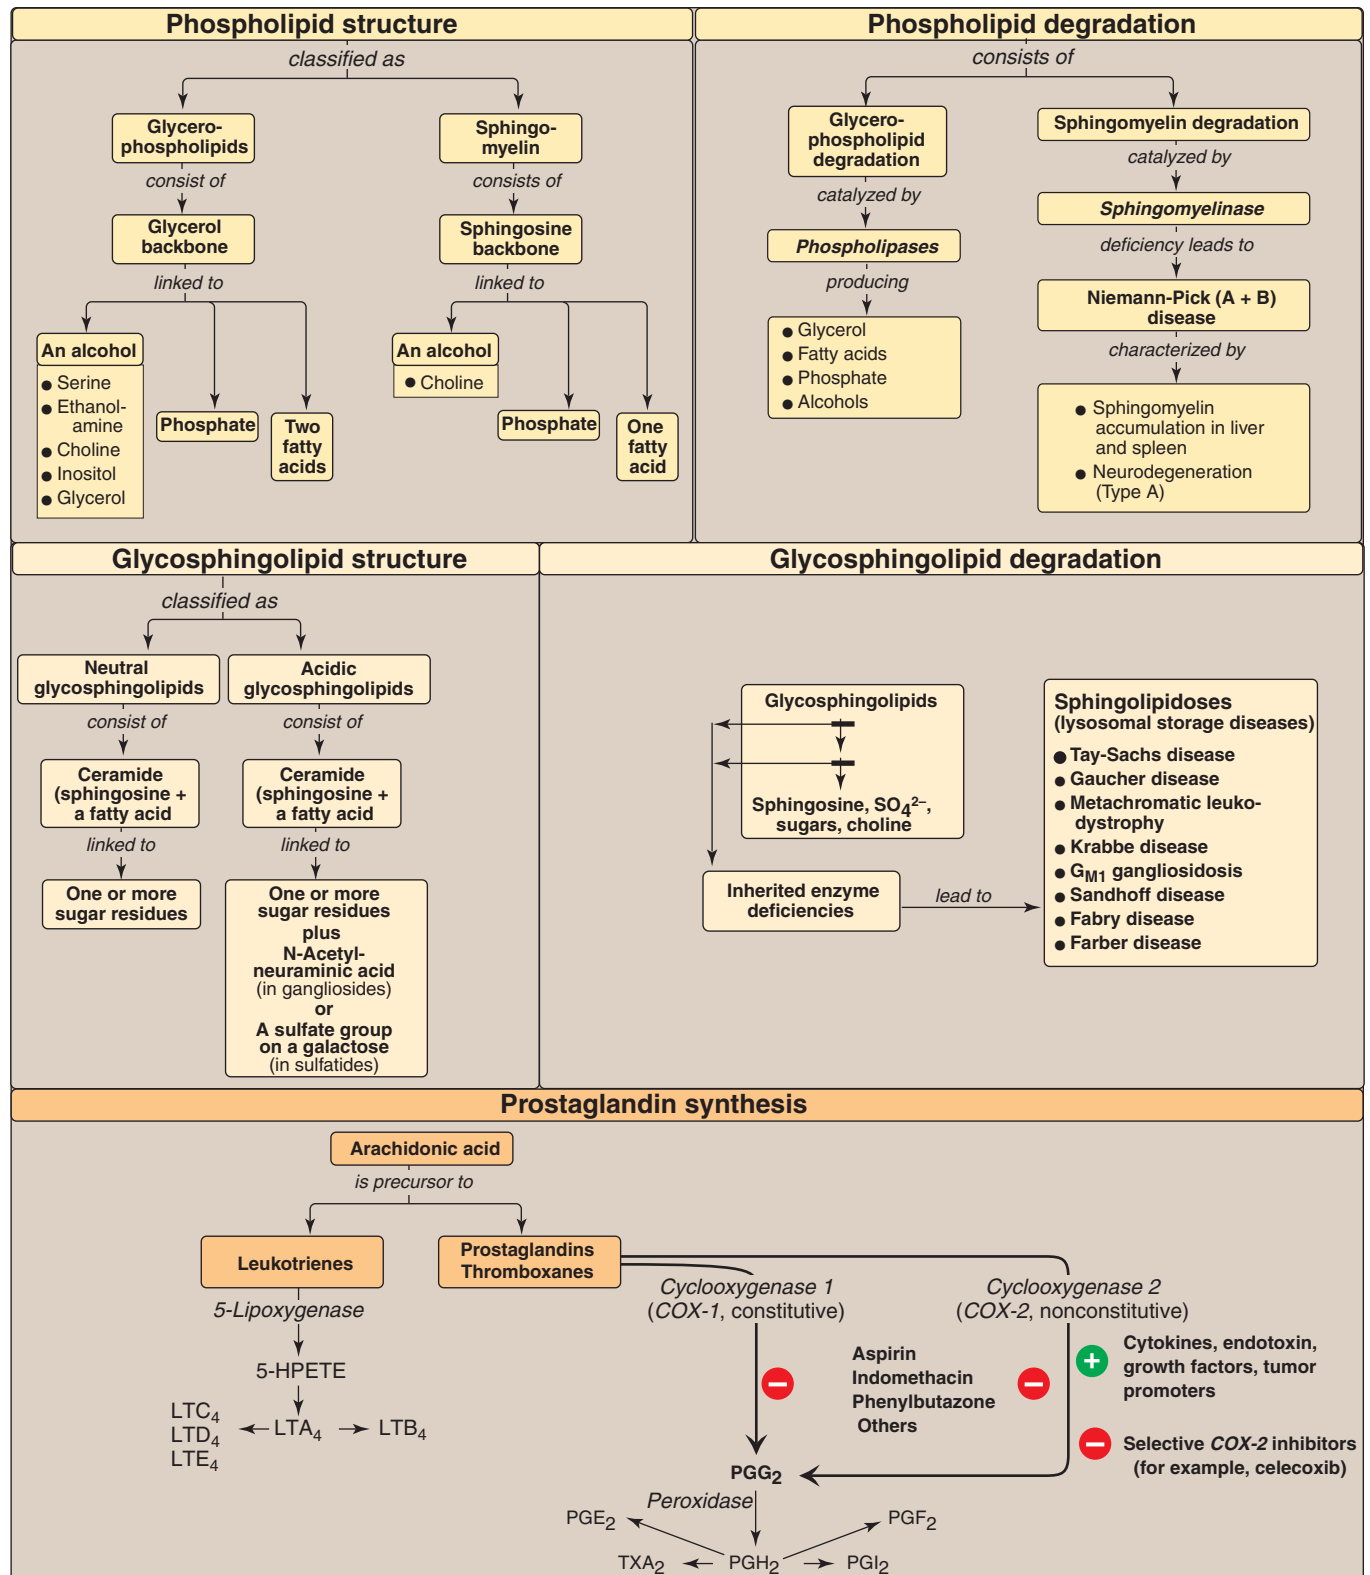 Phospholipid structure
classified as
Glycero-
phospholipids
consist of
Glycerol
backbone
linked to
An alcohol
● Serine
● Ethanol-
amine
● Choline
● Inositol
● Glycerol
Phosphate
Two
fatty
acids
Sphingo-
myelin
consists of
Sphingosine
backbone
linked to
An alcohol
● Choline
Phosphate
One
fatty
acid
Phospholipid degradation
consists of
Glycero-
phospholipid
degradation
catalyzed by
Phospholipases
producing
● Glycerol
● Fatty acids
● Phosphate
● Alcohols
Sphingomyelin degradation
catalyzed by
Sphingomyelinase
deficiency leads to
Niemann-Pick (A + B)
disease
characterized by
● Sphingomyelin
accumulation in liver
and spleen
● Neurodegeneration
(Type A)
Glycosphingolipid structure
classified as
Neutral
glycosphingolipids
consist of
Ceramide
(sphingosine +
a fatty acid
linked to
One or more
sugar residues
Acidic
glycosphingolipids
consist of
Ceramide
(sphingosine +
a fatty acid
linked to
One or more
sugar residues
plus
N-Acetyl-
neuraminic acid
(in gangliosides)
or
A sulfate group
on a galactose
(in sulfatides)
Glycosphingolipid degradation
Glycosphingolipids
Sphingosine, SO₄²⁻,
sugars, choline
Inherited enzyme
deficiencies
lead to
Sphingolipidoses
(lysosomal storage diseases)
● Tay-Sachs disease
● Gaucher disease
● Metachromatic leuko-
dystrophy
● Krabbe disease
● G_M1 gangliosidosis
● Sandhoff disease
● Fabry disease
● Farber disease
Prostaglandin synthesis
Arachidonic acid
is precursor to
Leukotrienes
5-Lipoxygenase
5-HPETE
LTC₄
LTD₄
LTE₄
LTA₄
LTB₄
Prostaglandins
Thromboxanes
Cyclooxygenase 1
(COX-1, constitutive)
Cyclooxygenase 2
(COX-2, nonconstitutive)
Aspirin
Indomethacin
Phenylbutazone
Others
−
−
+
Cytokines, endotoxin,
growth factors, tumor
promoters
−
Selective COX-2 inhibitors
(for example, celecoxib)
PGG₂
Peroxidase
PGE₂
PGF₂
TXA₂
PGH₂
PGI₂